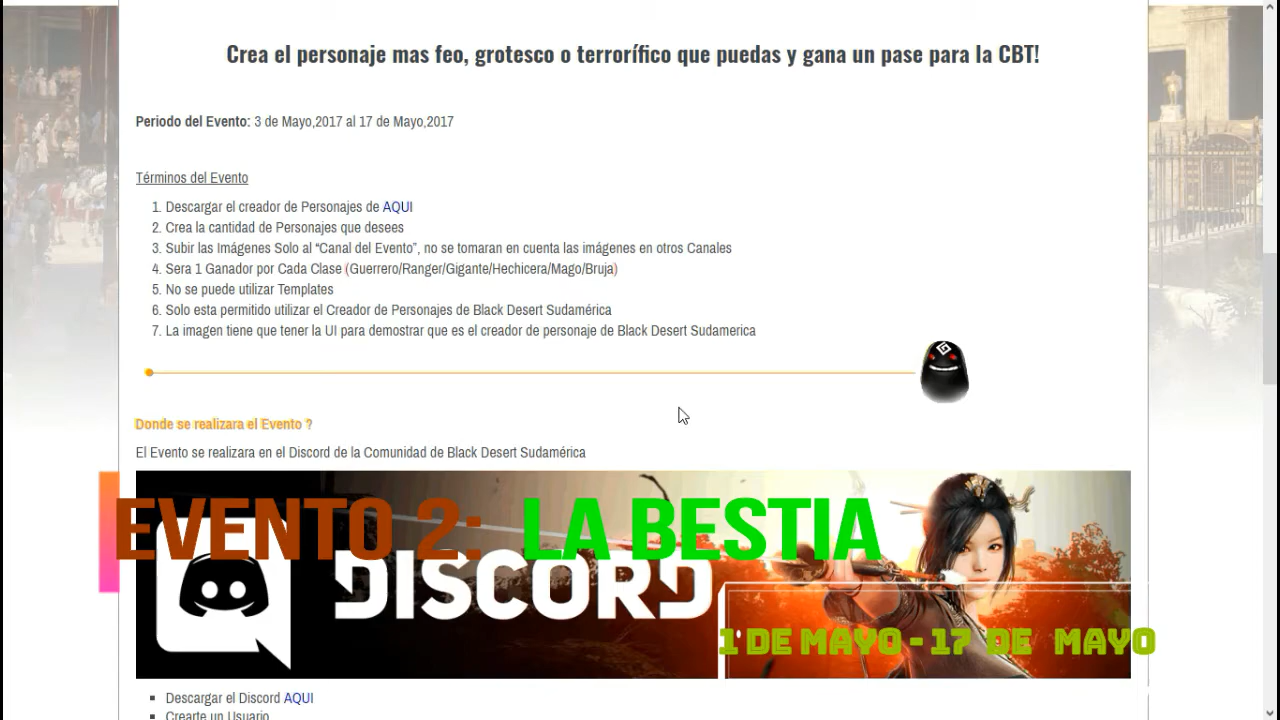 Crea el personaje mas feo, grotesco o terrorífico que puedas y gana un pase para la CBT!
Periodo del Evento: 3 de Mayo,2017 al 17 de Mayo,2017
Términos del Evento
1. Descargar el creador de Personajes de AQUI
2. Crea la cantidad de Personajes que desees
3. Subir las Imágenes Solo al “Canal del Evento”, no se tomaran en cuenta las imágenes en otros Canales
4. Sera 1 Ganador por Cada Clase (Guerrero/Ranger/Gigante/Hechicera/Mago/Bruja)
5. No se puede utilizar Templates
6. Solo esta permitido utilizar el Creador de Personajes de Black Desert Sudamérica
7. La imagen tiene que tener la UI para demostrar que es el creador de personaje de Black Desert Sudamerica
Donde se realizara el Evento ?
El Evento se realizara en el Discord de la Comunidad de Black Desert Sudamérica
EVENTO 2: LA BESTIA
DISCORD
1 DE MAYO - 17 DE MAYO
▪ Descargar el Discord AQUI
▪ Crearte un Usuario